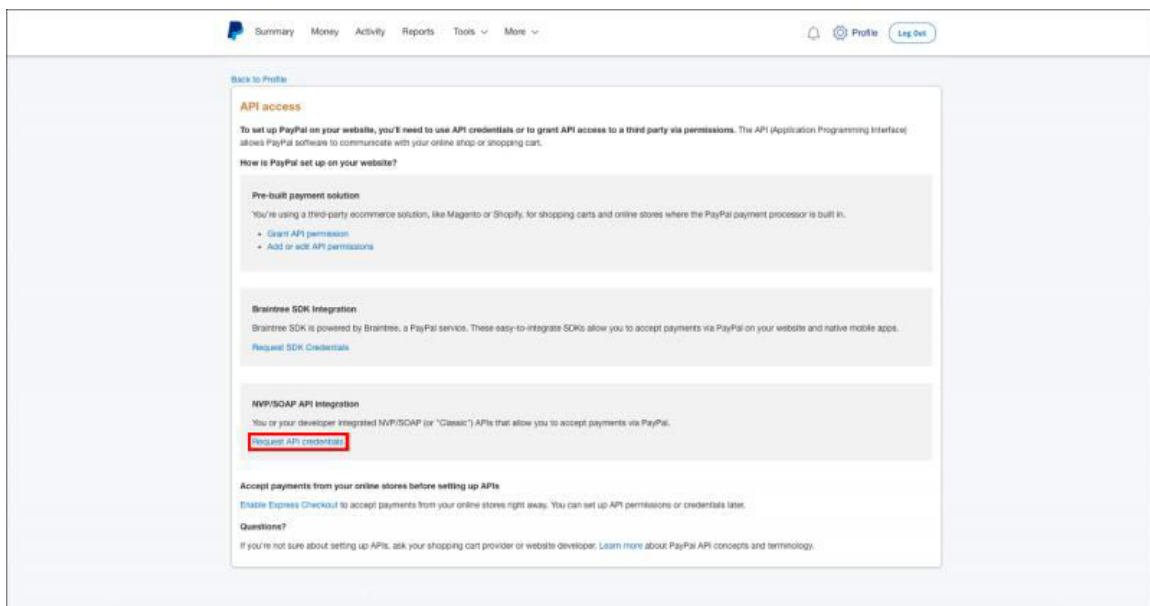 Summary Money Activity Reports Tools More Profile Log Out
Back to Profile
API access
To set up PayPal on your website, you'll need to use API credentials or to grant API access to a third party via permissions. The API (Application Programming Interface)
allows PayPal software to communicate with your online shop or shopping cart.
How is PayPal set up on your website?
Pre-built payment solution
You're using a third-party ecommerce solution, like Magento or Shopify, for shopping carts and online stores where the PayPal payment processor is built in.
• Grant API permission
• Add or edit API permissions
Braintree SDK Integration
Braintree SDK is powered by Braintree, a PayPal service. These easy-to-integrate SDKs allow you to accept payments via PayPal on your website and native mobile apps.
Request SDK Credentials
NVP/SOAP API integration
You or your developer integrated NVP/SOAP (or "Classic") APIs that allow you to accept payments via PayPal.
Request API credentials
Accept payments from your online stores before setting up APIs
Enable Express Checkout to accept payments from your online stores right away. You can set up API permissions or credentials later.
Questions?
If you're not sure about setting up APIs, ask your shopping cart provider or website developer. Learn more about PayPal API concepts and terminology.